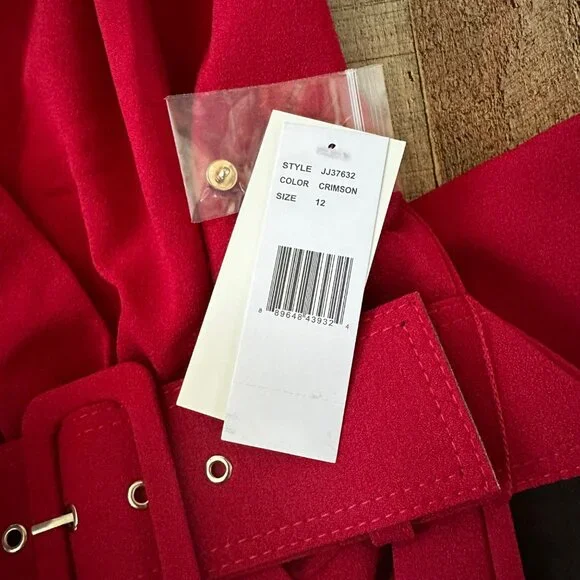 STYLE JJ37632
COLOR CRIMSON
SIZE 12
8 89648 43932 4